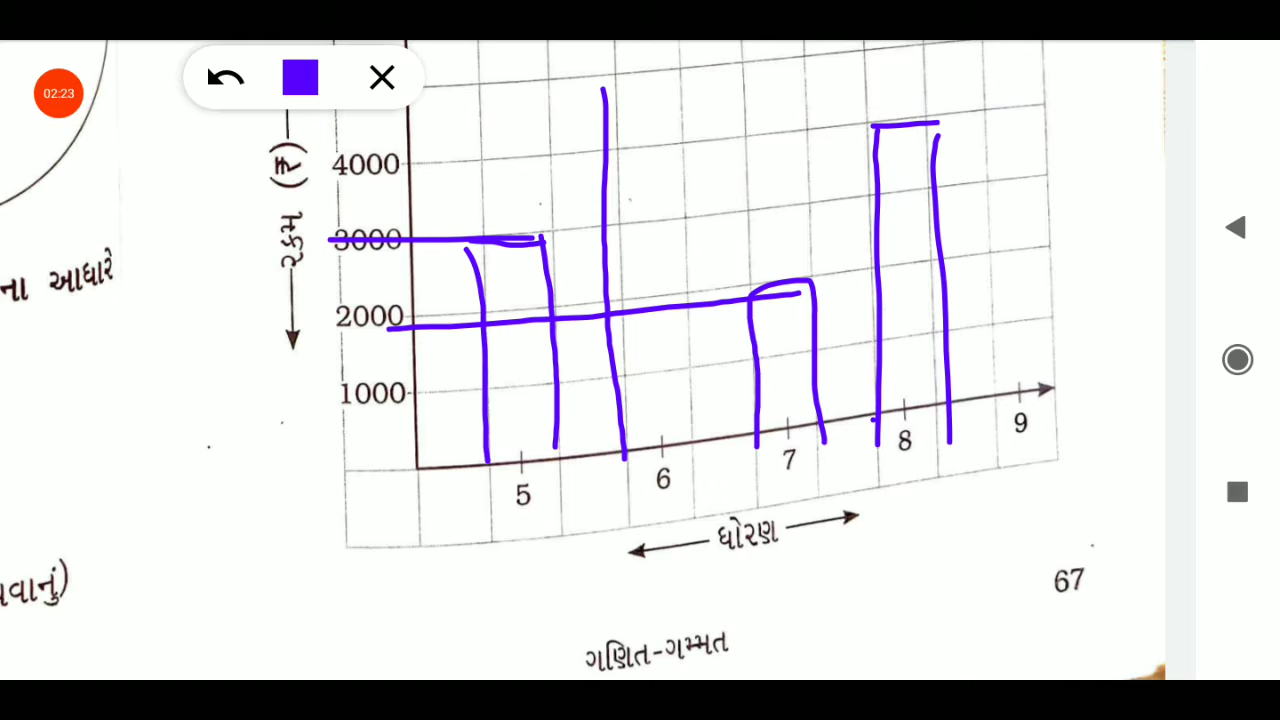 02:23
4000
રકમ (₹)
3000
ના આધારે
2000
1000
5 6 7 8 9
ધોરણ
વાનું)
67
ગણિત-ગમ્મત